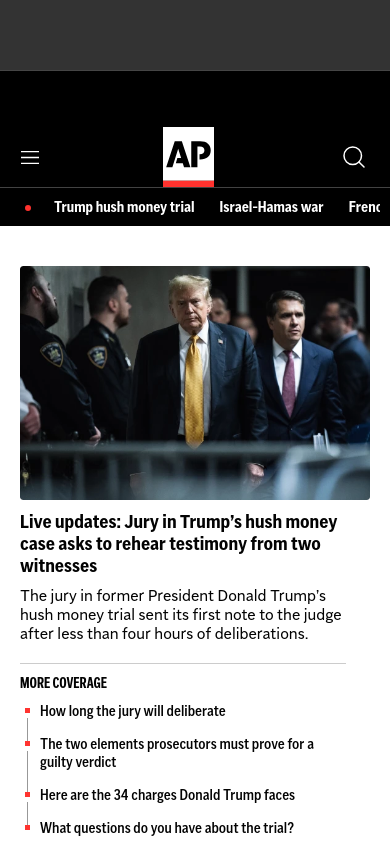 AP
Trump hush money trial Israel-Hamas war Frenc
Live updates: Jury in Trump's hush money
case asks to rehear testimony from two
witnesses
The jury in former President Donald Trump's
hush money trial sent its first note to the judge
after less than four hours of deliberations.
MORE COVERAGE
How long the jury will deliberate
The two elements prosecutors must prove for a
guilty verdict
Here are the 34 charges Donald Trump faces
What questions do you have about the trial?